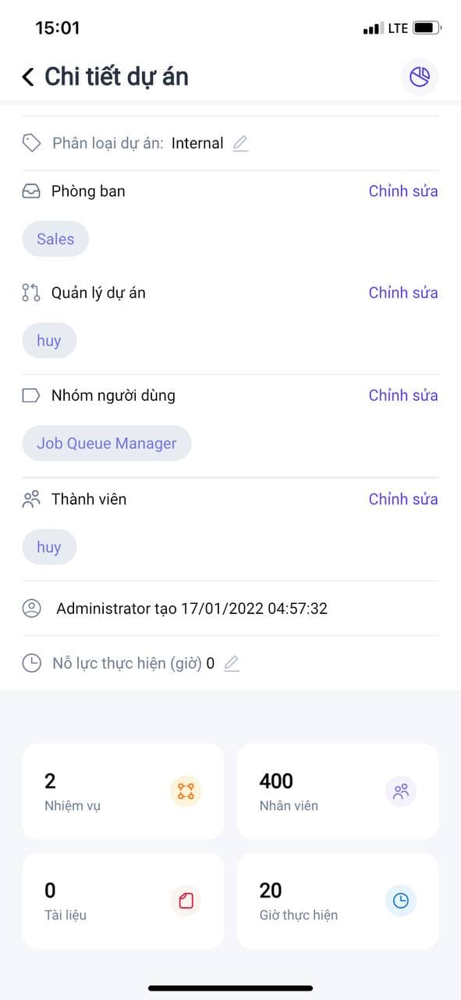 15:01
LTE
Chi tiết dự án
Phân loại dự án: Internal
Phòng ban
Chỉnh sửa
Sales
Quản lý dự án
Chỉnh sửa
huy
Nhóm người dùng
Chỉnh sửa
Job Queue Manager
Thành viên
Chỉnh sửa
huy
Administrator tạo 17/01/2022 04:57:32
Nỗ lực thực hiện (giờ) 0
2
Nhiệm vụ
400
Nhân viên
0
Tài liệu
20
Giờ thực hiện